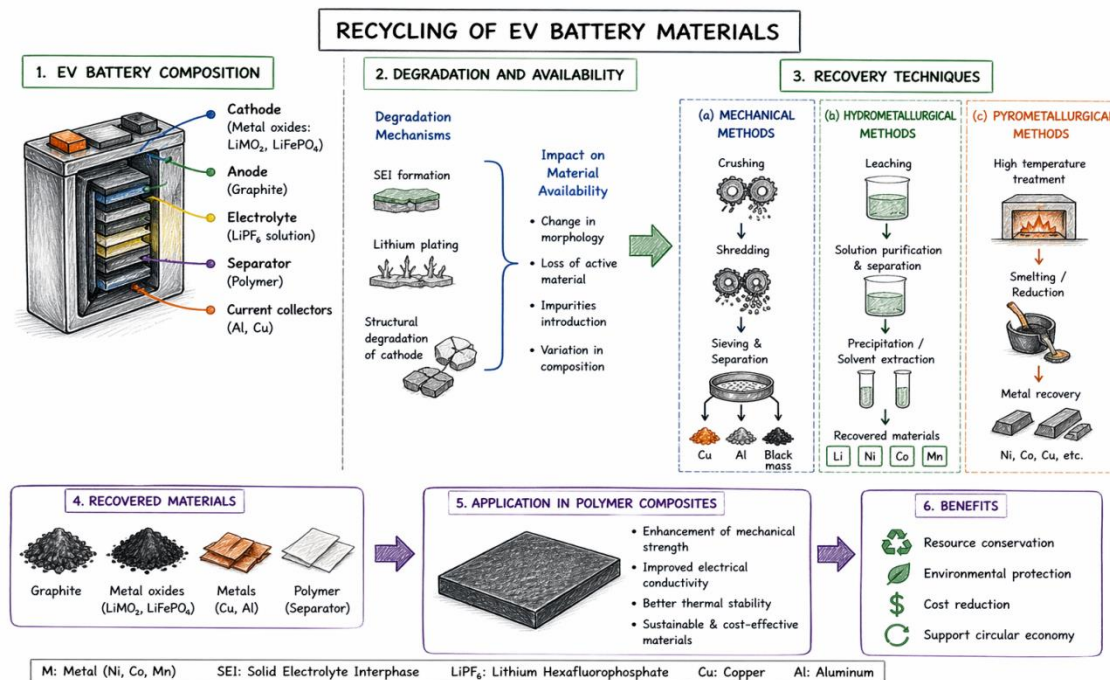 RECYCLING OF EV BATTERY MATERIALS
1. EV BATTERY COMPOSITION
Cathode
(Metal oxides:
LiMO₂, LiFePO₄)
Anode
(Graphite)
Electrolyte
(LiPF₆ solution)
Separator
(Polymer)
Current collectors
(Al, Cu)
2. DEGRADATION AND AVAILABILITY
Degradation
Mechanisms
SEI formation
Lithium plating
Structural
degradation
of cathode
Impact on
Material
Availability
• Change in
morphology
• Loss of active
material
• Impurities
introduction
• Variation in
composition
3. RECOVERY TECHNIQUES
(a) MECHANICAL
METHODS
Crushing
Shredding
Sieving &
Separation
Cu
Al
Black
mass
(b) HYDROMETALLURGICAL
METHODS
Leaching
Solution purification
& separation
Precipitation /
Solvent extraction
Recovered materials
Li
Ni
Co
Mn
(c) PYROMETALLURGICAL
METHODS
High temperature
treatment
Smelting /
Reduction
Metal recovery
Ni, Co, Cu, etc.
4. RECOVERED MATERIALS
Graphite
Metal oxides
(LiMO₂, LiFePO₄)
Metals
(Cu, Al)
Polymer
(Separator)
5. APPLICATION IN POLYMER COMPOSITES
• Enhancement of mechanical
strength
• Improved electrical
conductivity
• Better thermal stability
• Sustainable & cost-effective
materials
6. BENEFITS
Resource conservation
Environmental protection
$ Cost reduction
Support circular economy
M: Metal (Ni, Co, Mn) SEI: Solid Electrolyte Interphase LiPF₆: Lithium Hexafluorophosphate Cu: Copper Al: Aluminum